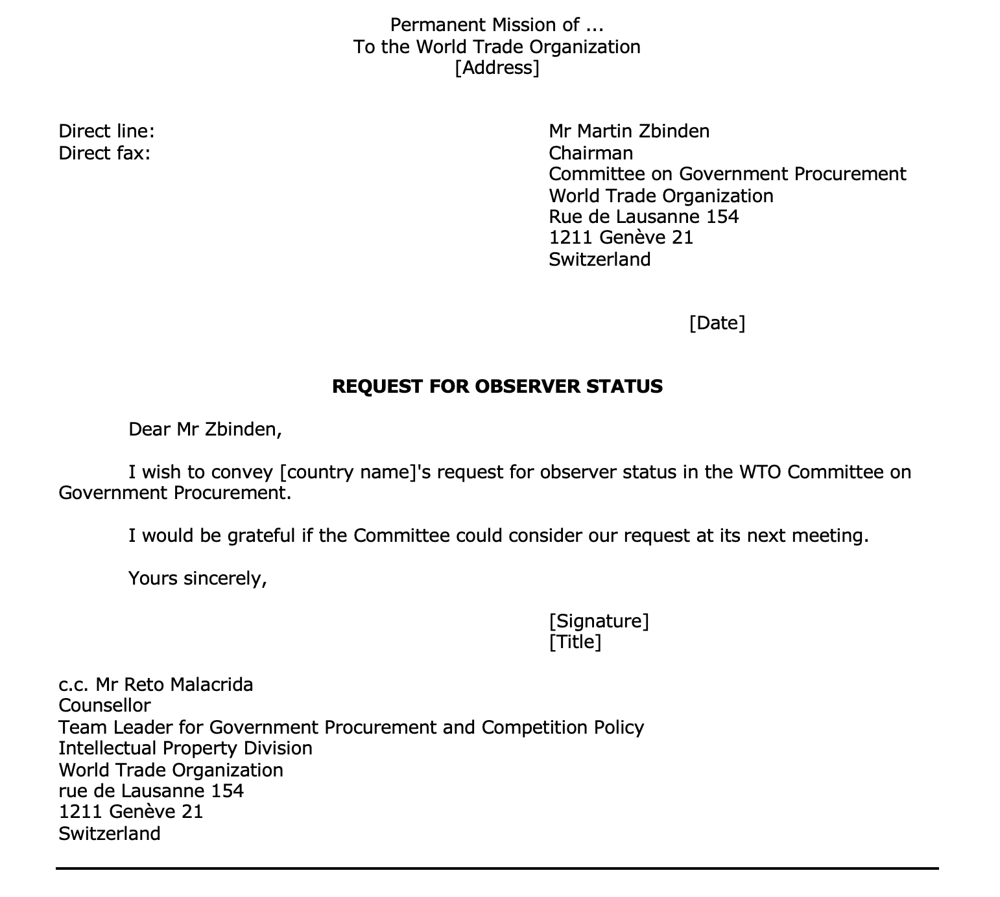 Permanent Mission of ...
To the World Trade Organization
[Address]
Direct line:
Direct fax:
Mr Martin Zbinden
Chairman
Committee on Government Procurement
World Trade Organization
Rue de Lausanne 154
1211 Genève 21
Switzerland
[Date]
REQUEST FOR OBSERVER STATUS
Dear Mr Zbinden,
I wish to convey [country name]'s request for observer status in the WTO Committee on
Government Procurement.
I would be grateful if the Committee could consider our request at its next meeting.
Yours sincerely,
[Signature]
[Title]
c.c. Mr Reto Malacrida
Counsellor
Team Leader for Government Procurement and Competition Policy
Intellectual Property Division
World Trade Organization
rue de Lausanne 154
1211 Genève 21
Switzerland